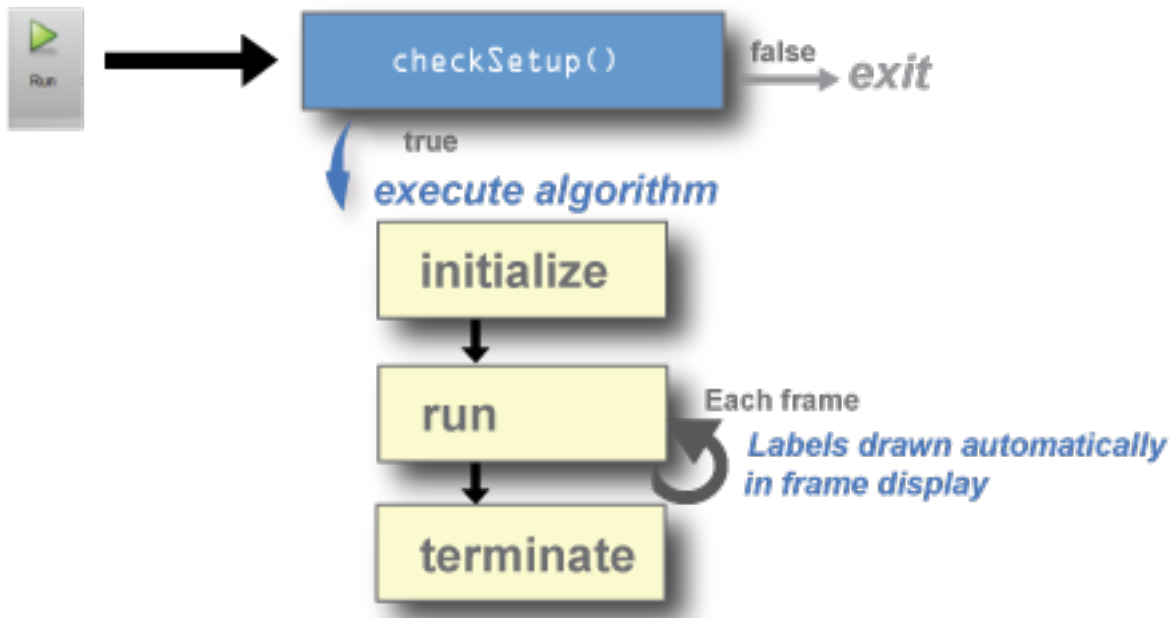 Run
checkSetup()
false
exit
true
execute algorithm
initialize
run
Each frame
Labels drawn automatically
in frame display
terminate